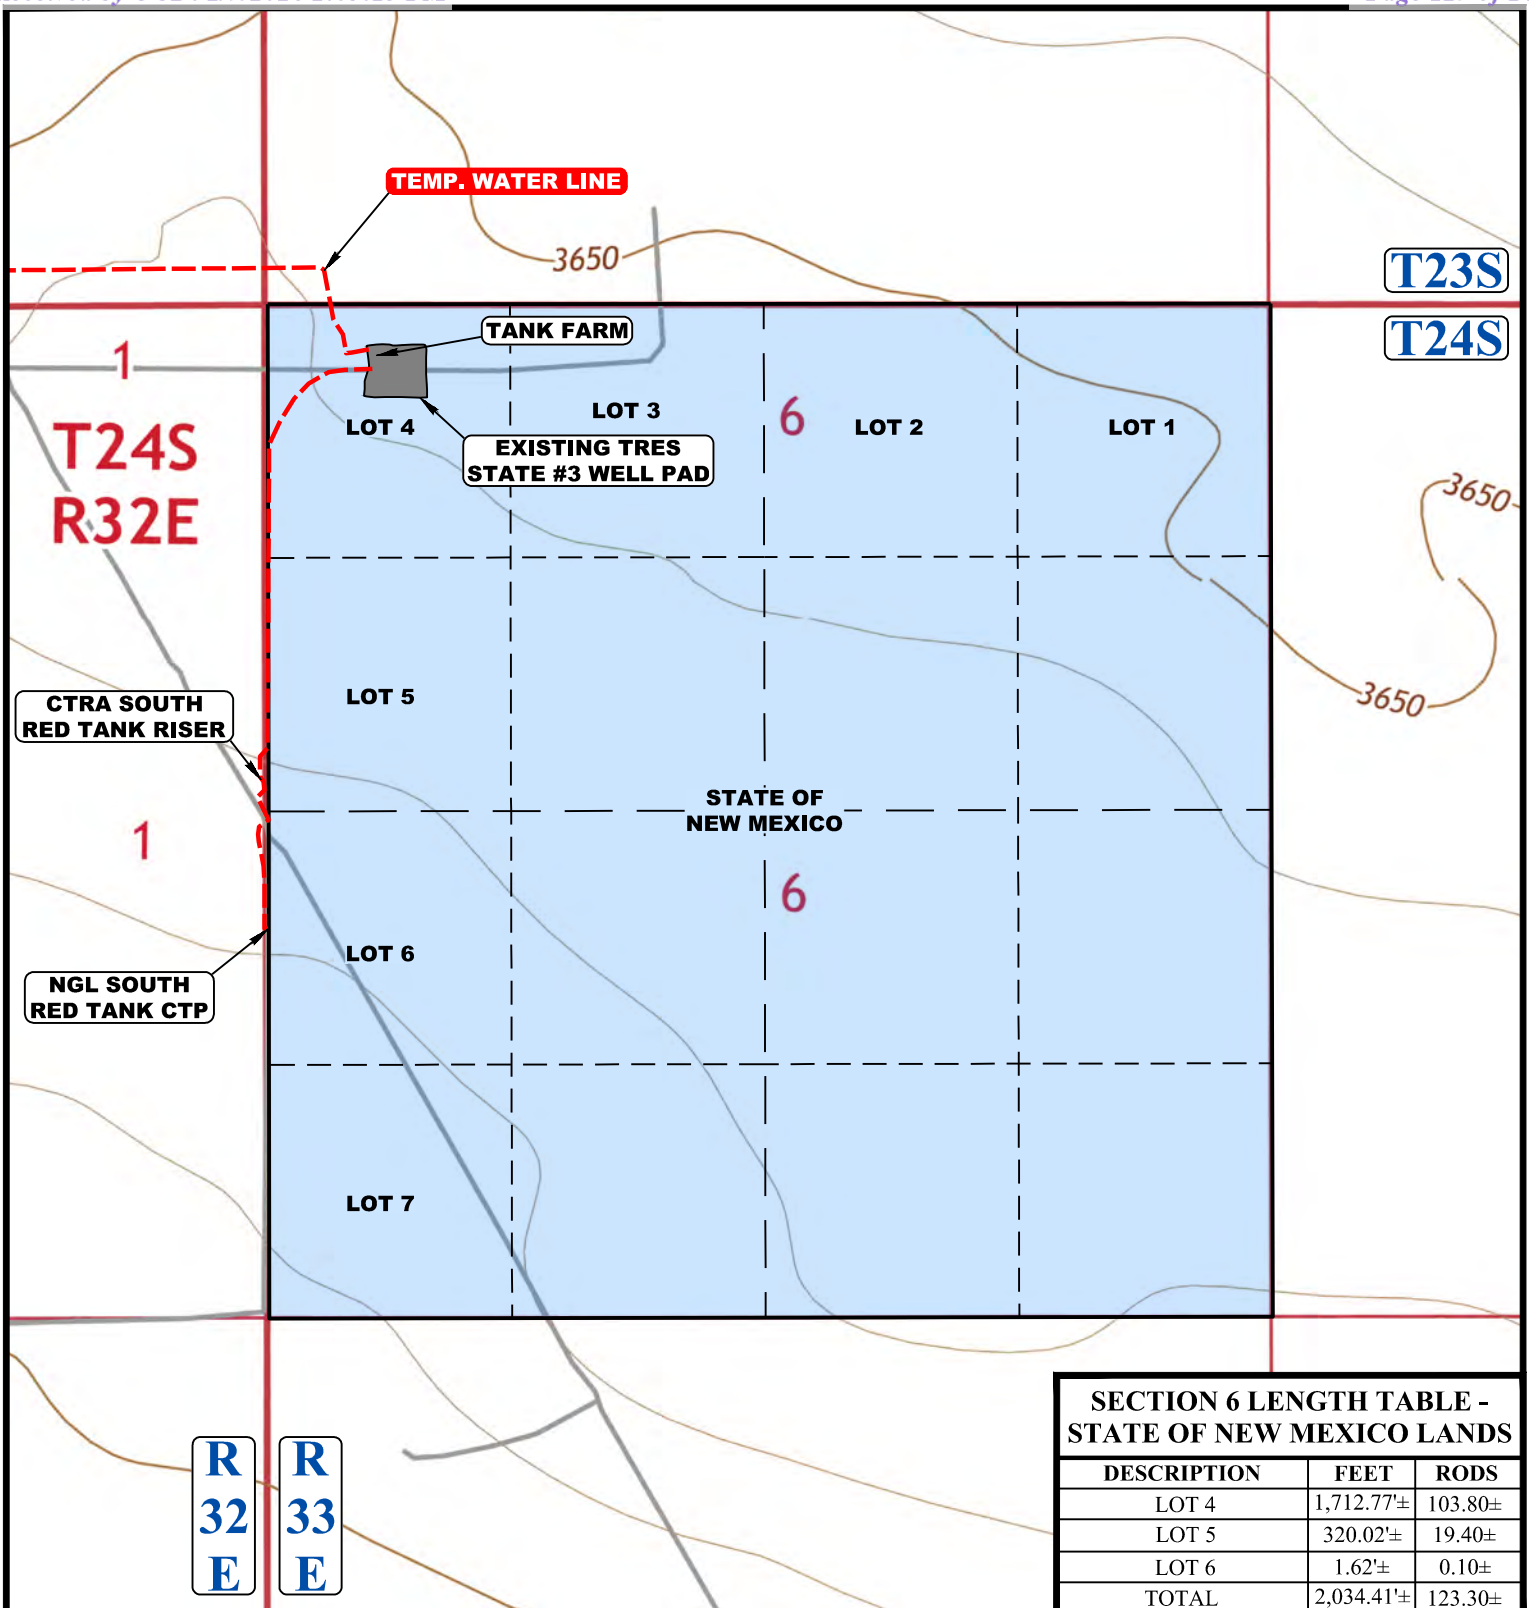 TEMP. WATER LINE
3650
T23S
T24S
TANK FARM
1
LOT 4
LOT 3
6
LOT 2
LOT 1
T24S
R32E
EXISTING TRES
STATE #3 WELL PAD
3650
LOT 5
3650
CTRA SOUTH
RED TANK RISER
STATE OF
NEW MEXICO
1
6
LOT 6
NGL SOUTH
RED TANK CTP
LOT 7
R
32
E
R
33
E
SECTION 6 LENGTH TABLE -
STATE OF NEW MEXICO LANDS
DESCRIPTION FEET RODS
LOT 4 1,712.77'± 103.80±
LOT 5 320.02'± 19.40±
LOT 6 1.62'± 0.10±
TOTAL 2,034.41'± 123.30±